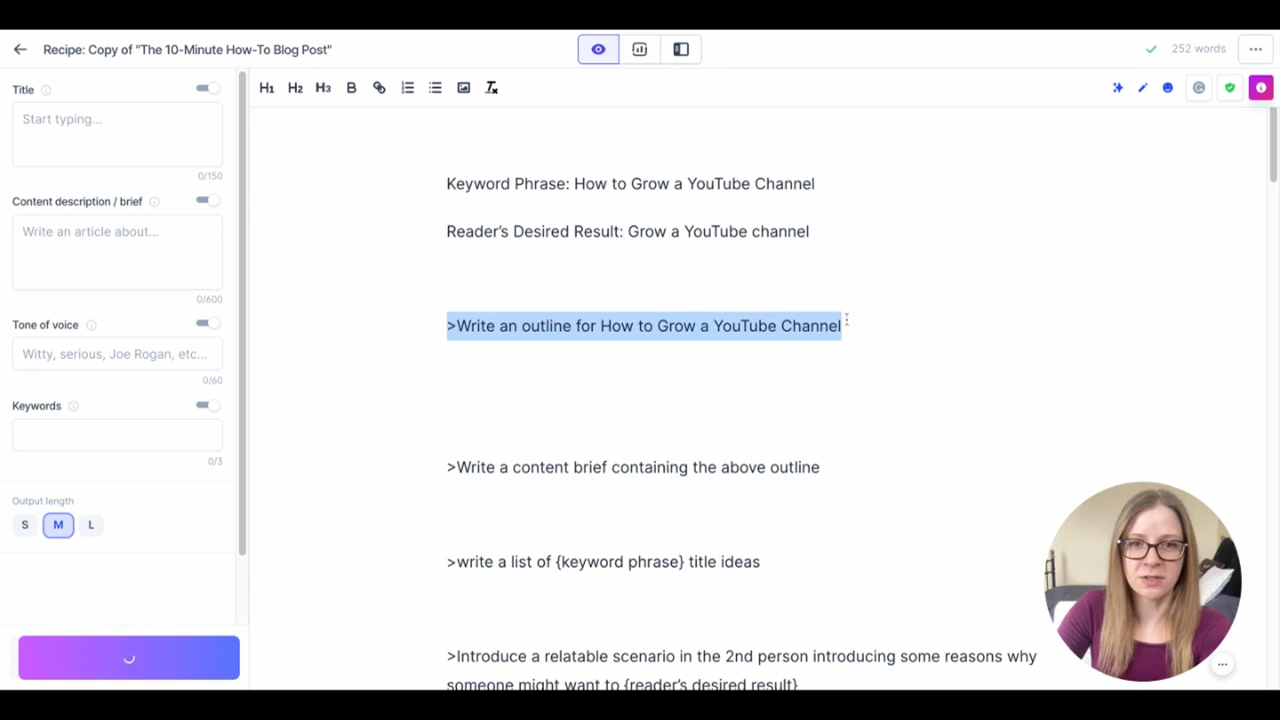 Recipe: Copy of "The 10-Minute How-To Blog Post"
252 words
Title
Start typing...
0/150
Content description / brief
Write an article about...
0/600
Tone of voice
Witty, serious, Joe Rogan, etc...
0/60
Keywords
0/3
Output length
S M L
H1 H2 H3 B
Keyword Phrase: How to Grow a YouTube Channel
Reader’s Desired Result: Grow a YouTube channel
>Write an outline for How to Grow a YouTube Channel
>Write a content brief containing the above outline
>write a list of {keyword phrase} title ideas
>Introduce a relatable scenario in the 2nd person introducing some reasons why
someone might want to {reader’s desired result}